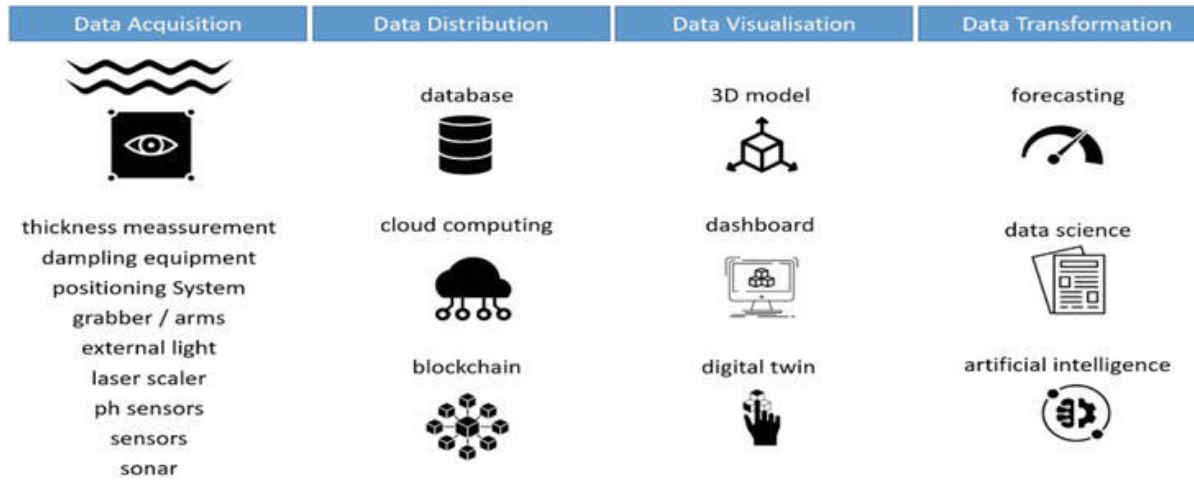 Data Acquisition
thickness meassurement
dampling equipment
positioning System
grabber / arms
external light
laser scaler
ph sensors
sensors
sonar
Data Distribution
database
cloud computing
blockchain
Data Visualisation
3D model
dashboard
digital twin
Data Transformation
forecasting
data science
artificial intelligence